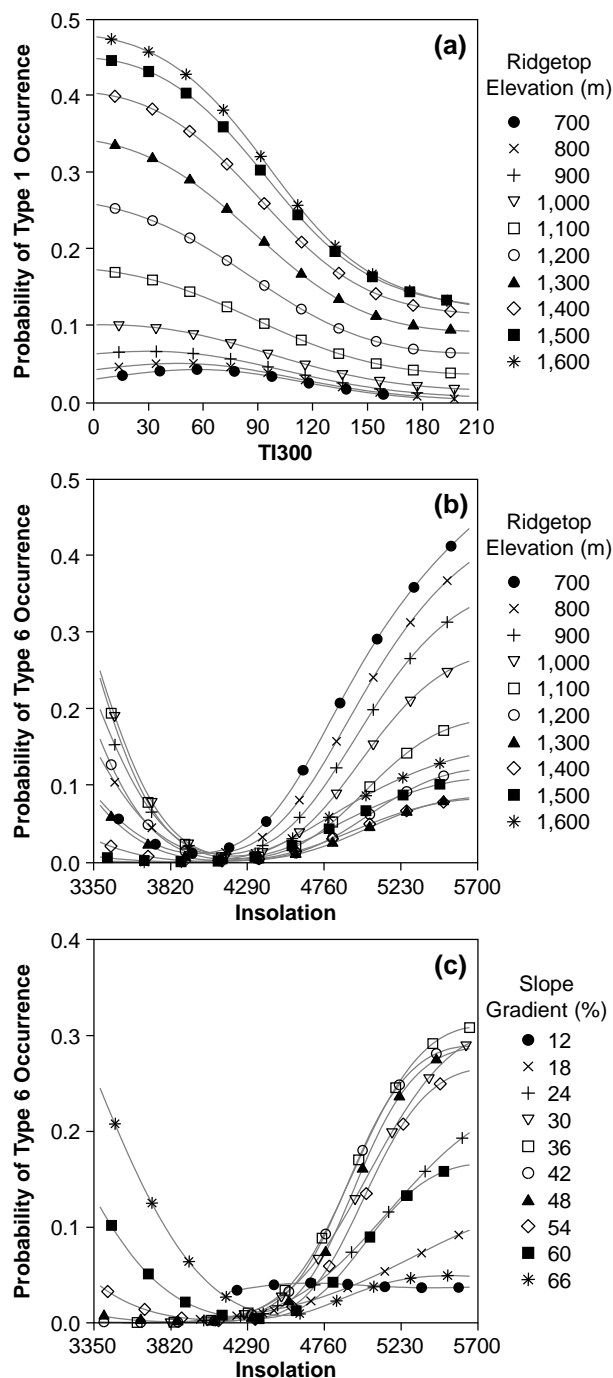 (a)
Probability of Type 1 Occurrence
0.5
0.4
0.3
0.2
0.1
0.0
0 30 60 90 120 150 180 210
TI300
Ridgetop
Elevation (m)
700
800
900
1,000
1,100
1,200
1,300
1,400
1,500
1,600
(b)
Probability of Type 6 Occurrence
0.5
0.4
0.3
0.2
0.1
0.0
3350 3820 4290 4760 5230 5700
Insolation
Ridgetop
Elevation (m)
700
800
900
1,000
1,100
1,200
1,300
1,400
1,500
1,600
(c)
Probability of Type 6 Occurrence
0.4
0.3
0.2
0.1
0.0
3350 3820 4290 4760 5230 5700
Insolation
Slope
Gradient (%)
12
18
24
30
36
42
48
54
60
66